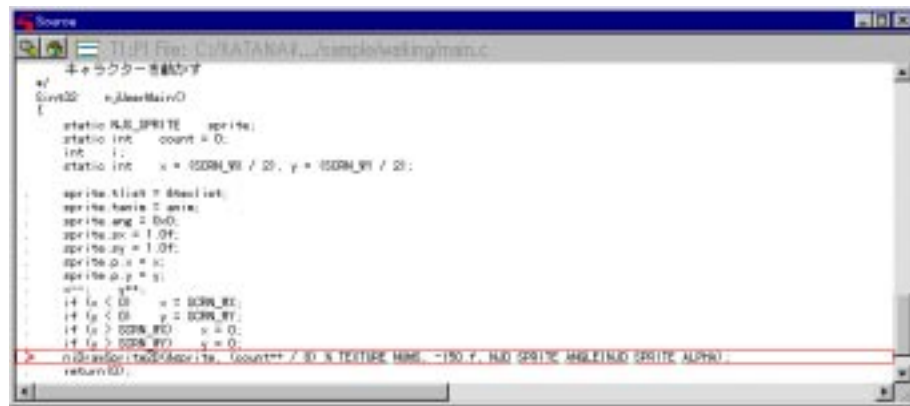 Source
T1:P1 File: C:/KATANA/.../sample/walking/main.c
キャラクターを動かす
*/
Sint32 njUserMain()
{
static NJS_SPRITE sprite;
static int count = 0;
int i;
static int x = (SCRN_WX / 2), y = (SCRN_WY / 2);
sprite.tlist = &texlist;
sprite.tanim = anim;
sprite.ang = 0x0;
sprite.sx = 1.0f;
sprite.sy = 1.0f;
sprite.p.x = x;
sprite.p.y = y;
x--; y++;
if (x < 0) x = SCRN_WX;
if (y < 0) y = SCRN_WY;
if (x > SCRN_WX) x = 0;
if (y > SCRN_WY) y = 0;
> njDrawSprite2D(&sprite, (count++ / 8) % TEXTURE_NUMS, -150.f, NJD_SPRITE_ANGLE|NJD_SPRITE_ALPHA);
return(0);